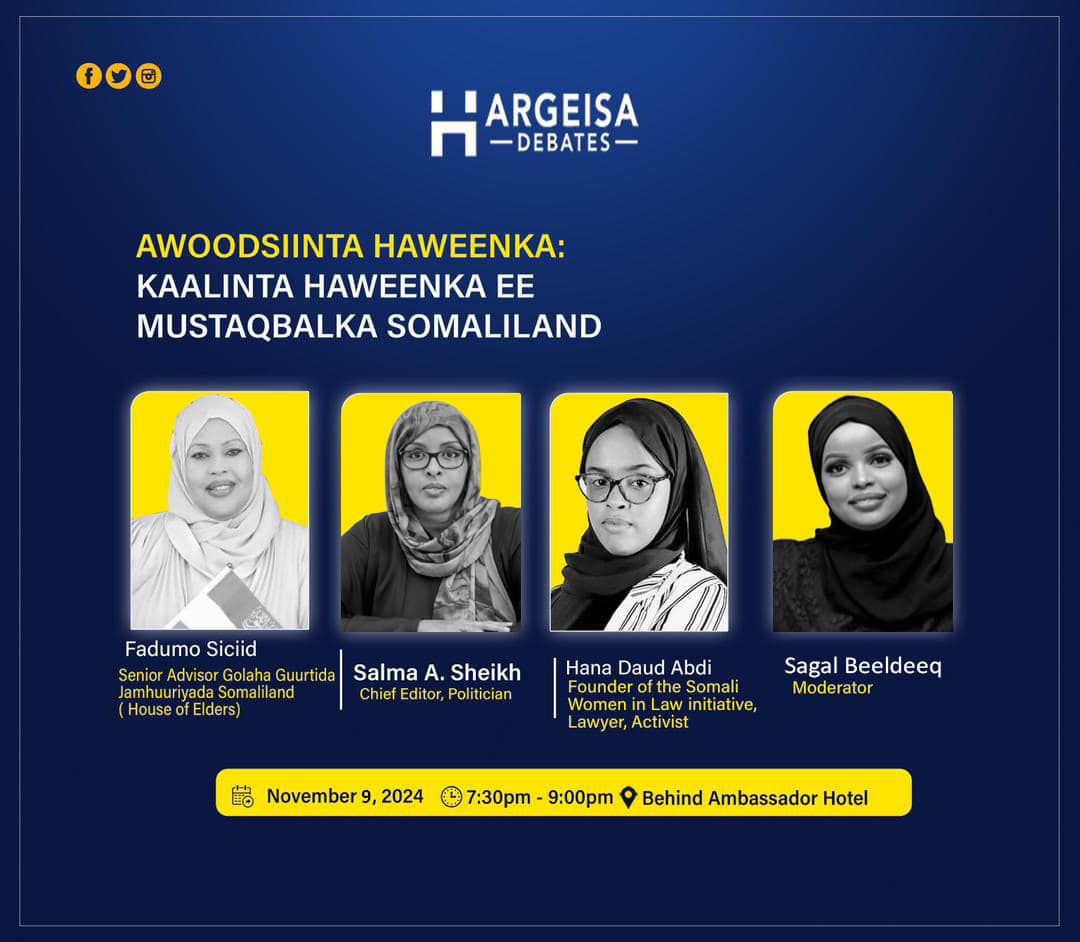 HARGEISA
DEBATES
AWOODSIINTA HAWEENKA:
KAALINTA HAWEENKA EE
MUSTAQBALKA SOMALILAND
Fadumo Siciid
Senior Advisor Golaha Guurtida
Jamhuuriyada Somaliland
( House of Elders)
Salma A. Sheikh
Chief Editor, Politician
Hana Daud Abdi
Founder of the Somali
Women in Law initiative,
Lawyer, Activist
Sagal Beeldeeq
Moderator
November 9, 2024 7:30pm - 9:00pm Behind Ambassador Hotel